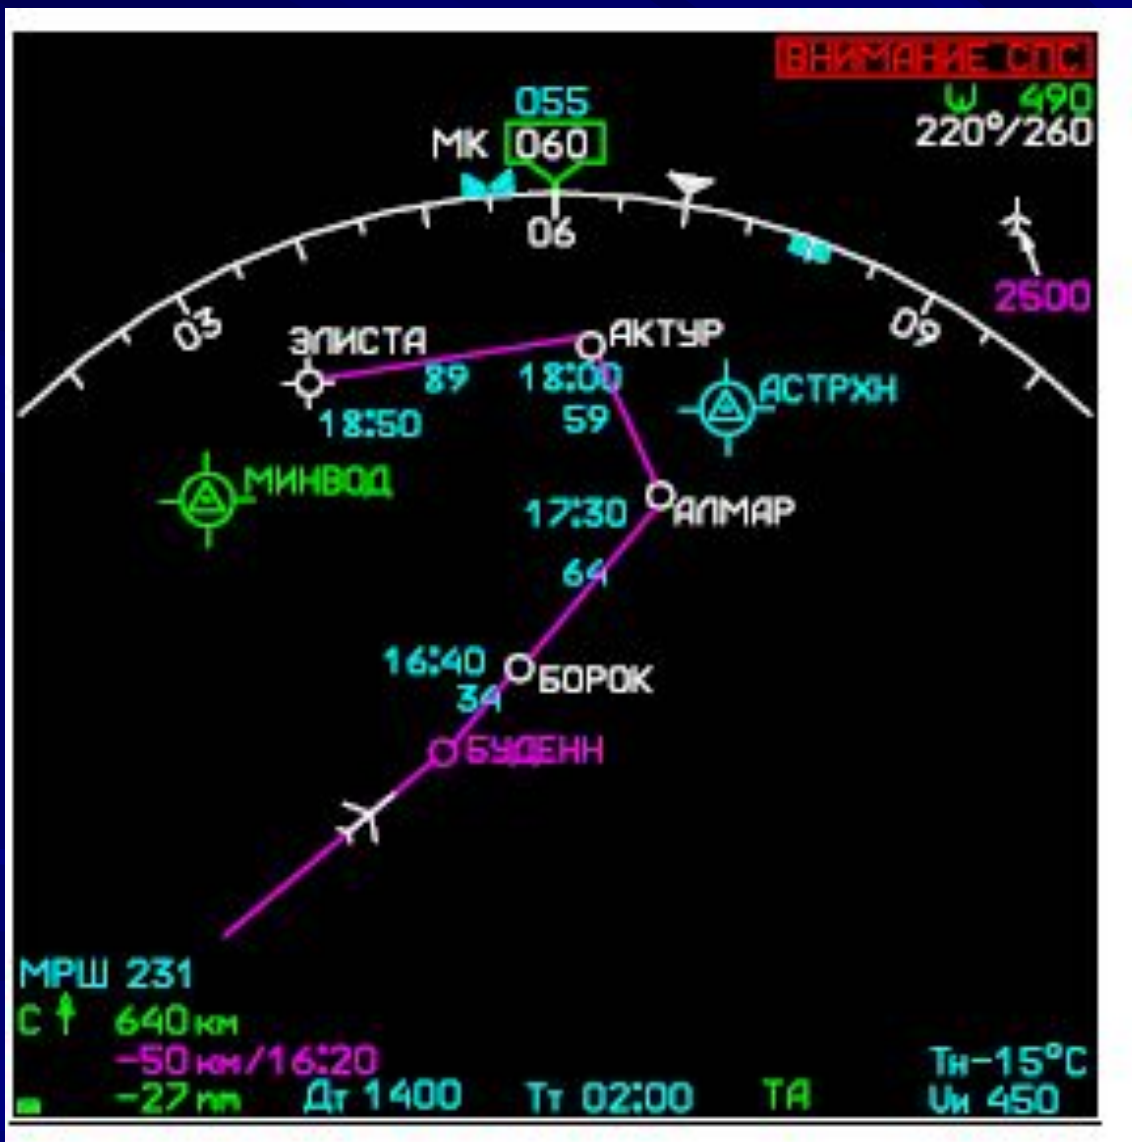 ВНИМАНИЕ СПС
055
W 490
МК 060
220°/260
06
2500
03
09
ЭЛИСТА
АКТУР
89
18:00
АСТРХН
18:50
59
МИНВОД
17:30
АЛМАР
64
16:40
БОРОК
34
БУДЕНН
МРШ 231
С 640 км
-50 км/16:20
Тн-15°С
-27 nm Дт 1400 Тт 02:00 ТА Vи 450